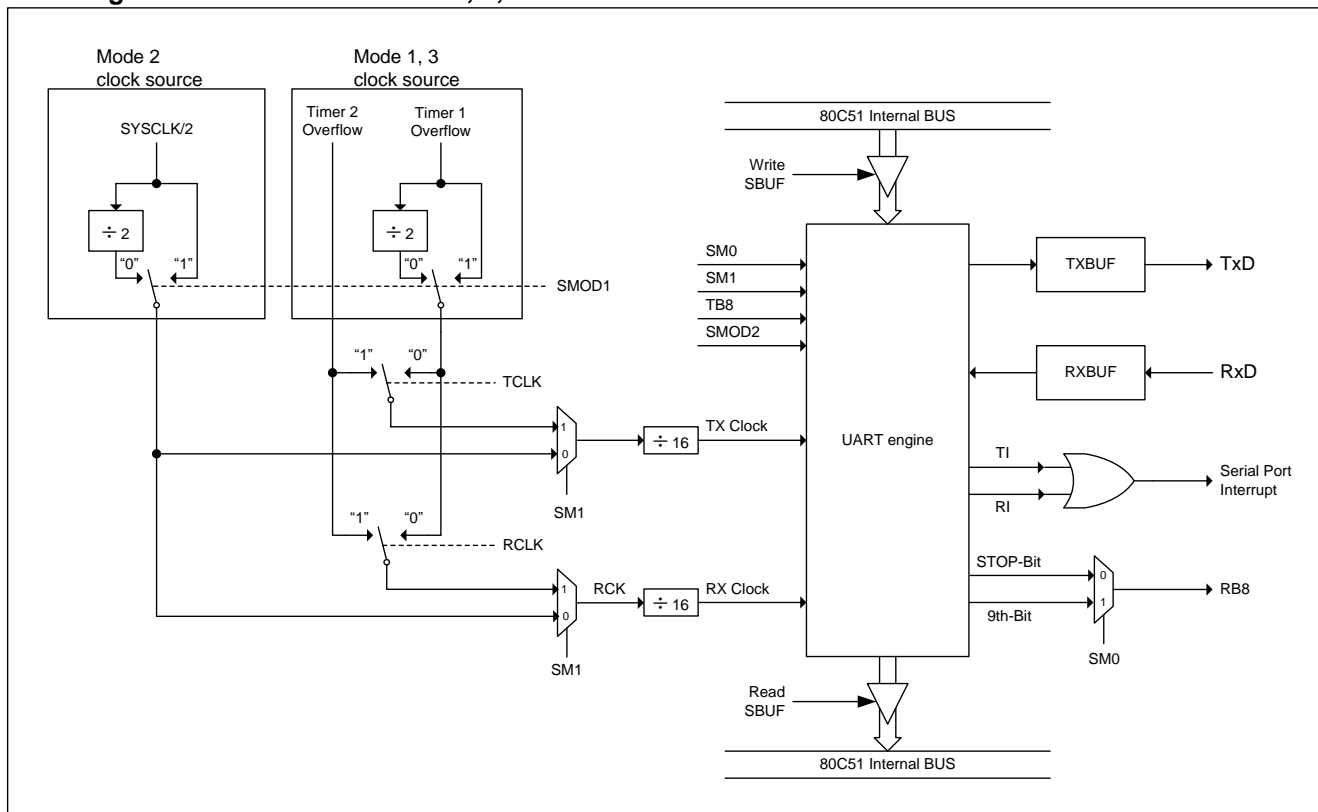 Mode 2
clock source
Mode 1, 3
clock source
SYSCLK/2
Timer 2
Overflow
Timer 1
Overflow
÷ 2
÷ 2
“0”
“1”
“0”
“1”
SMOD1
“1”
“0”
TCLK
1
0
SM1
÷ 16
TX Clock
“1”
“0”
RCLK
1
0
SM1
RCK
÷ 16
RX Clock
80C51 Internal BUS
Write
SBUF
SM0
SM1
TB8
SMOD2
UART engine
TXBUF
TxD
RXBUF
RxD
TI
RI
Serial Port
Interrupt
STOP-Bit
9th-Bit
0
1
SM0
RB8
Read
SBUF
80C51 Internal BUS